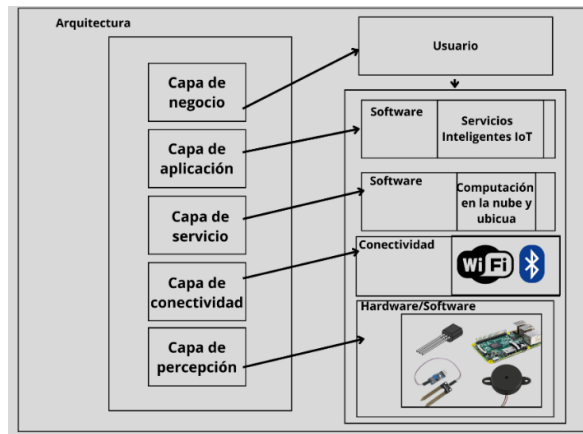 Arquitectura
Capa de
negocio
Capa de
aplicación
Capa de
servicio
Capa de
conectividad
Capa de
percepción
Usuario
Software
Servicios
Inteligentes IoT
Software
Computación
en la nube y
ubicua
Conectividad
WiFi
Hardware/Software